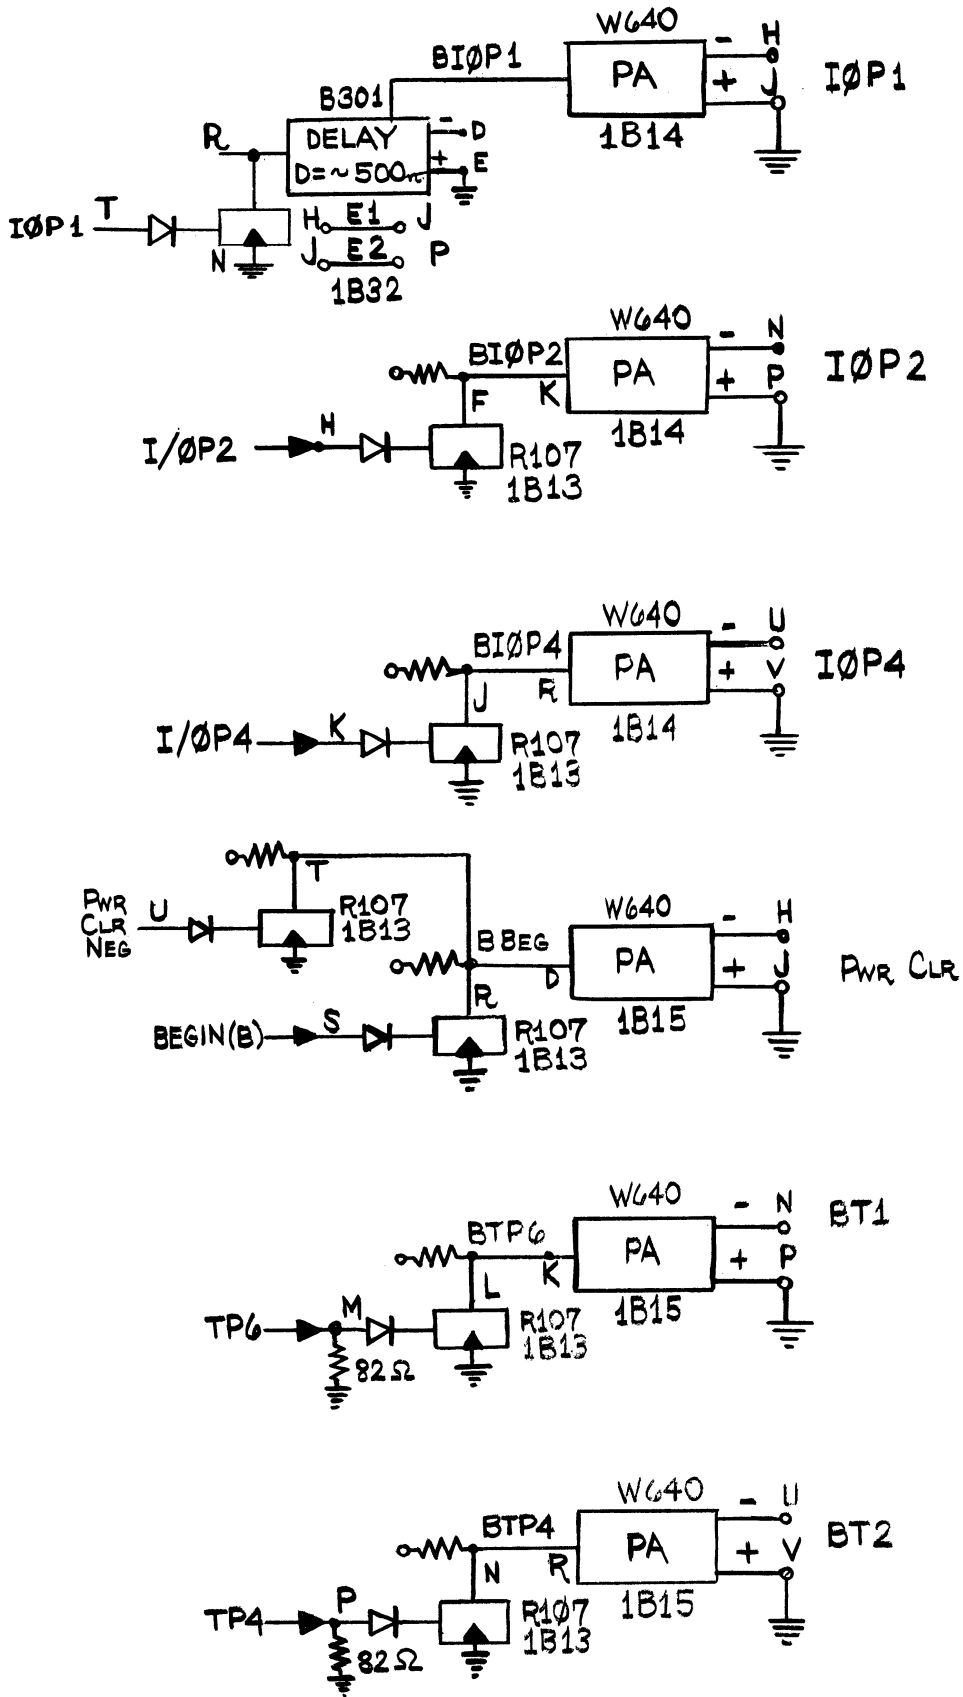 W640
H
BIØP1
-
PA
+
J
IØP1
B301
1B14
R
DELAY
-
D
D=~500n
+
E
IØP1
T
N
H
E1
J
J
E2
P
1B32
W640
-
N
BIØP2
PA
+
P
IØP2
K
F
1B14
I/ØP2
H
R107
1B13
W640
-
U
BIØP4
PA
+
V
IØP4
R
J
1B14
I/ØP4
K
R107
1B13
T
PWR
CLR
NEG
U
R107
1B13
W640
-
H
B BEG
PA
+
J
PWR CLR
D
R
1B15
BEGIN(B)
S
R107
1B13
W640
-
N
BT1
BTP6
PA
+
P
K
L
1B15
TP6
M
R107
1B13
82Ω
W640
-
U
BT2
BTP4
PA
+
V
R
N
1B15
TP4
P
R107
1B13
82Ω